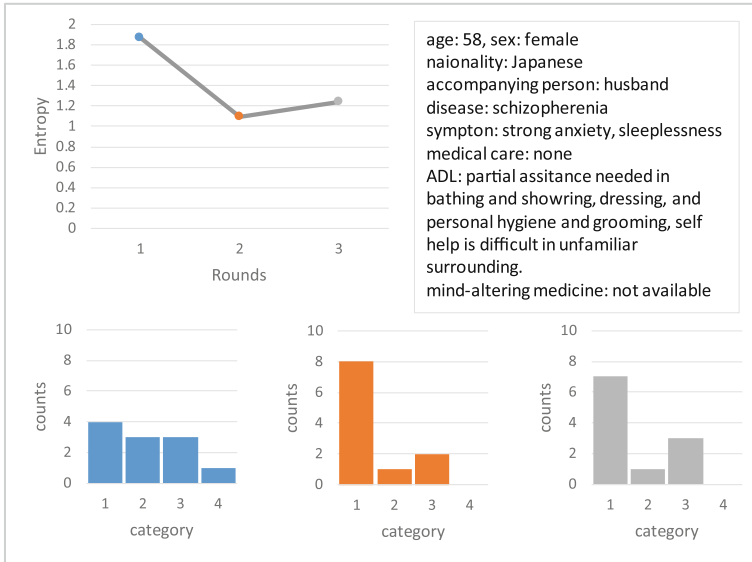 2
1.8
1.6
1.4
1.2
1
0.8
0.6
0.4
0.2
0
Entropy
1 2 3
Rounds
age: 58, sex: female
naionality: Japanese
accompanying person: husband
disease: schizopherenia
sympton: strong anxiety, sleeplessness
medical care: none
ADL: partial assitance needed in
bathing and showring, dressing, and
personal hygiene and grooming, self
help is difficult in unfamiliar
surrounding.
mind-altering medicine: not available
10
8
6
4
2
0
counts
1 2 3 4
category
10
8
6
4
2
0
counts
1 2 3 4
category
10
8
6
4
2
0
counts
1 2 3 4
category